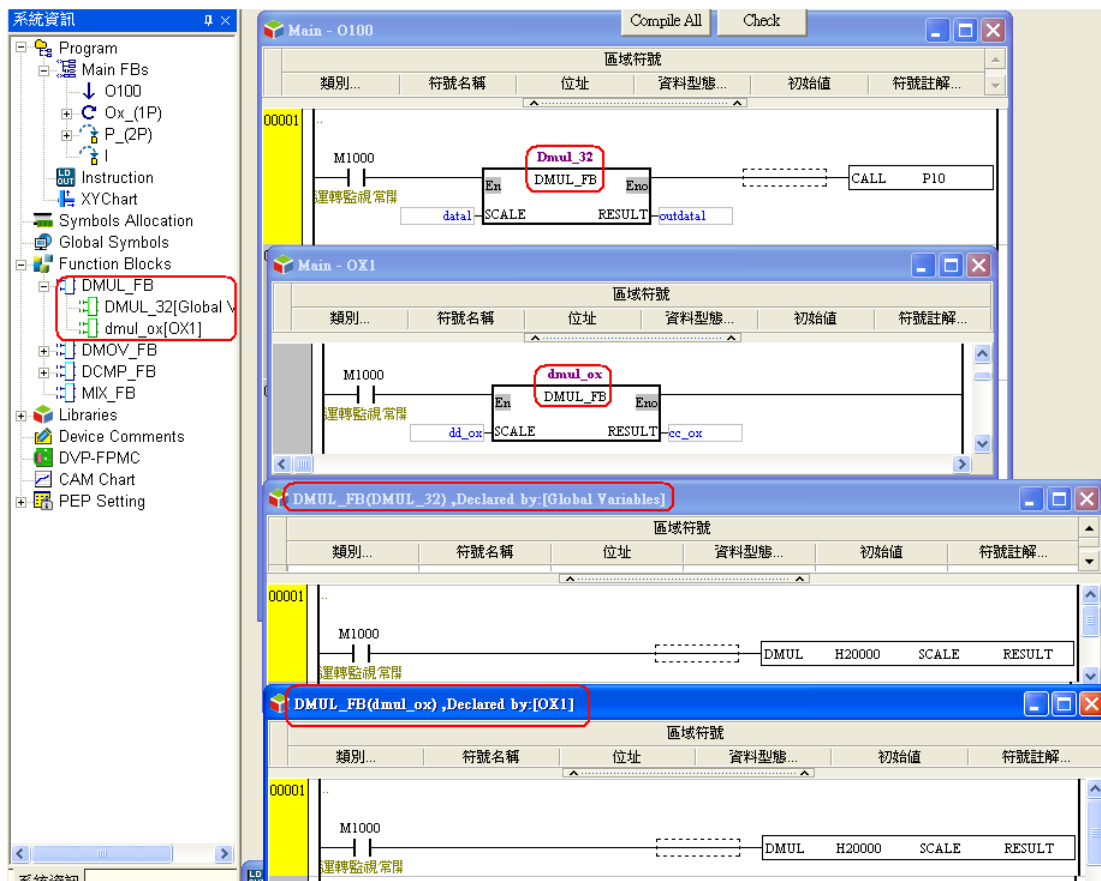 系統資訊
Program
Main FBs
O100
Ox_(1P)
P_(2P)
I
Instruction
XYChart
Symbols Allocation
Global Symbols
Function Blocks
DMUL_FB
DMUL_32[Global V
dmul_ox[OX1]
DMOV_FB
DCMP_FB
MIX_FB
Libraries
Device Comments
DVP-FPMC
CAM Chart
PEP Setting
系統資訊
Main - O100
Compile All Check
區域符號
類別... 符號名稱 位址 資料型態... 初始值 符號註解...
00001
M1000 Dmul_32
En DMUL_FB Eno CALL P10
運轉監視常開
data1 SCALE RESULT outdata1
Main - OX1
區域符號
類別... 符號名稱 位址 資料型態... 初始值 符號註解...
M1000 dmul_ox
En DMUL_FB Eno
運轉監視常開
dd_ox SCALE RESULT cc_ox
DMUL_FB(DMUL_32) ,Declared by:[Global Variables]
區域符號
類別... 符號名稱 位址 資料型態... 初始值 符號註解...
00001
M1000
DMUL H20000 SCALE RESULT
運轉監視常開
DMUL_FB(dmul_ox) ,Declared by:[OX1]
區域符號
類別... 符號名稱 位址 資料型態... 初始值 符號註解...
00001
M1000
DMUL H20000 SCALE RESULT
運轉監視常開